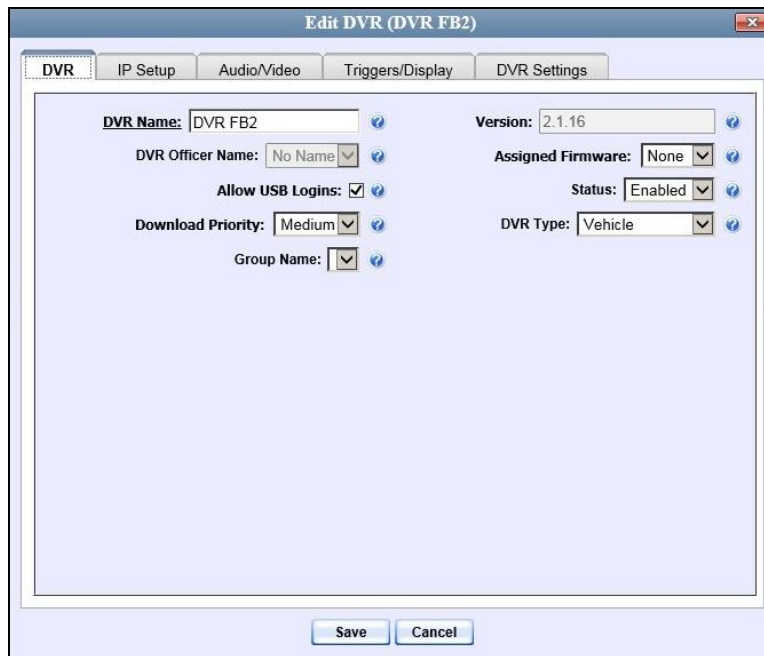 Edit DVR (DVR FB2)
DVR IP Setup Audio/Video Triggers/Display DVR Settings
DVR Name: DVR FB2 Version: 2.1.16
DVR Officer Name: No Name Assigned Firmware: None
Allow USB Logins: Status: Enabled
Download Priority: Medium DVR Type: Vehicle
Group Name:
Save Cancel